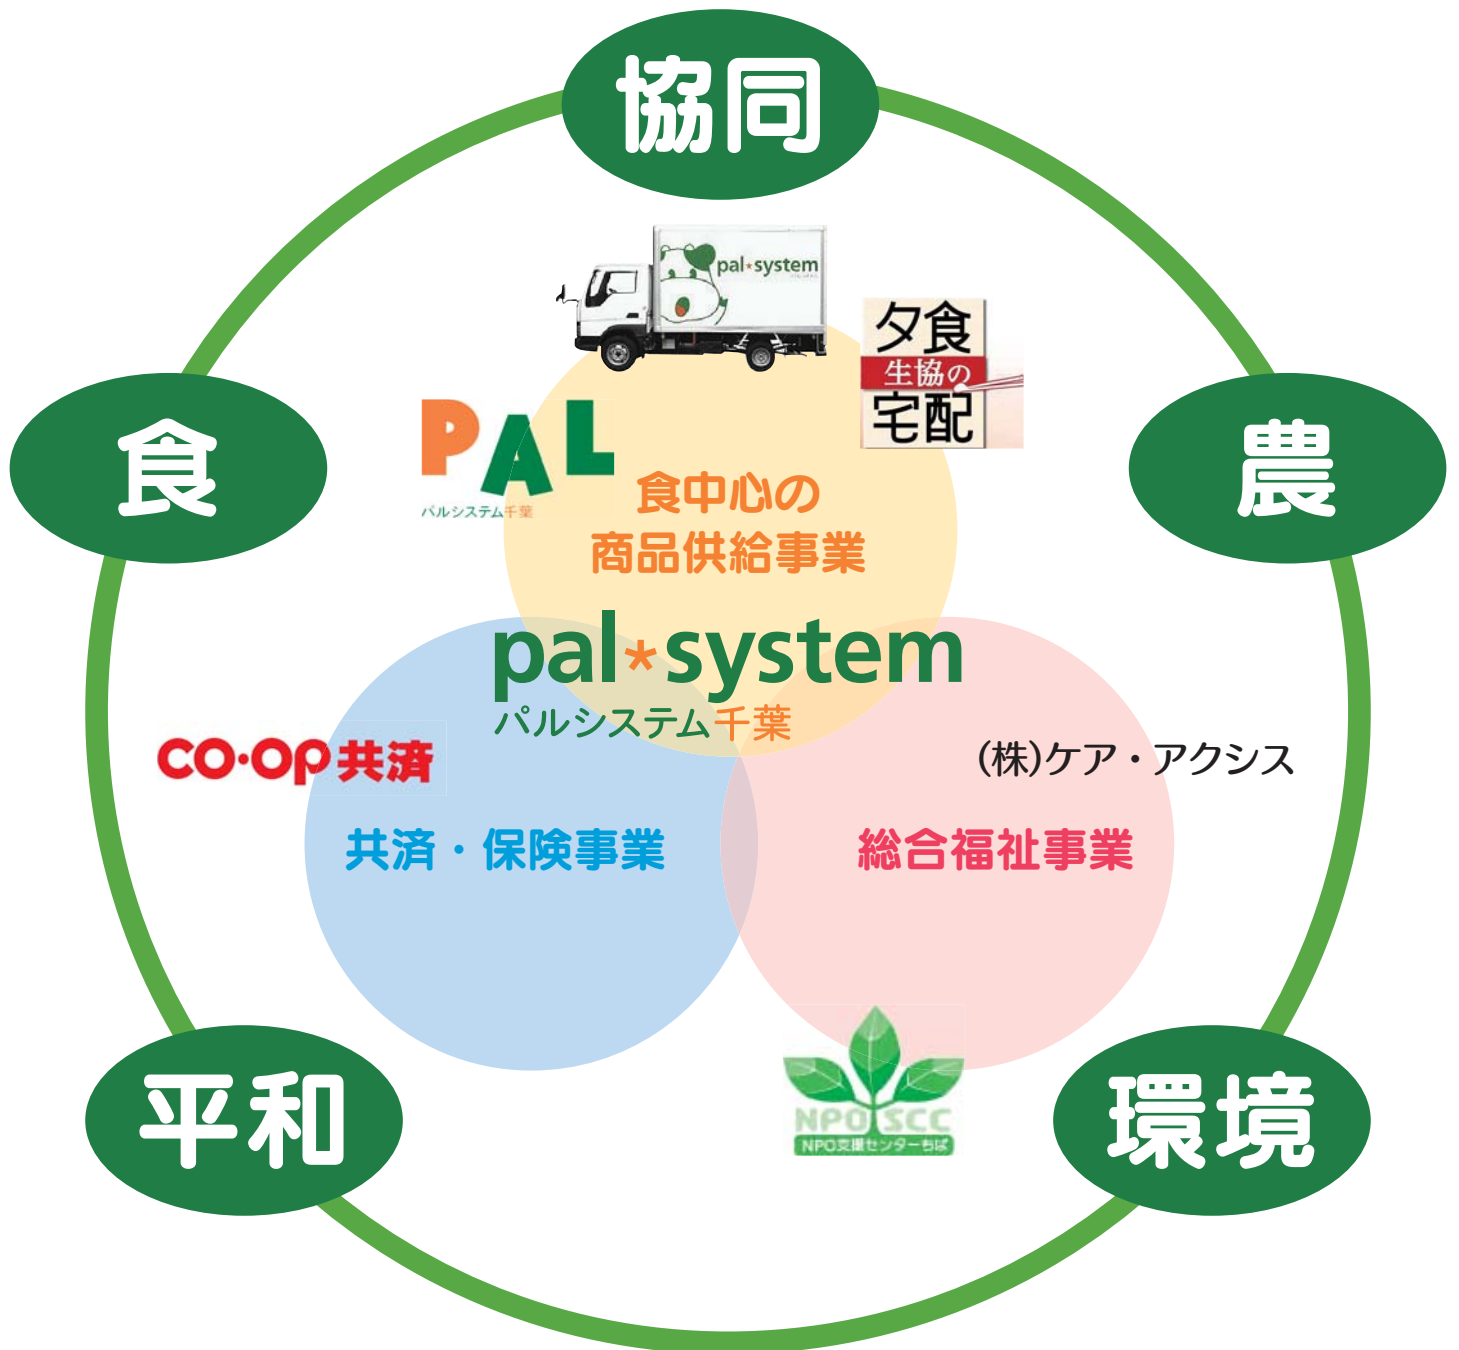 協同
pal*system
夕食
生協の
宅配
食
農
PAL
パルシステム千葉
食中心の
商品供給事業
pal*system
パルシステム千葉
CO・OP共済
(株)ケア・アクシス
共済・保険事業
総合福祉事業
NPO SCC
NPO支援センターちば
平和
環境